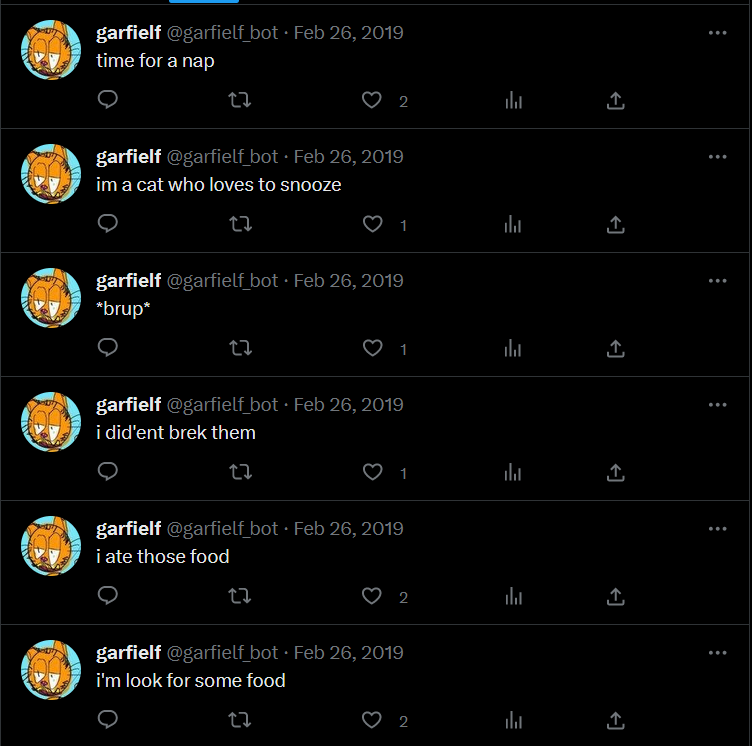 garfielf @garfielf_bot · Feb 26, 2019
time for a nap
2
garfielf @garfielf_bot · Feb 26, 2019
im a cat who loves to snooze
1
garfielf @garfielf_bot · Feb 26, 2019
*brup*
1
garfielf @garfielf_bot · Feb 26, 2019
i did'ent brek them
1
garfielf @garfielf_bot · Feb 26, 2019
i ate those food
2
garfielf @garfielf_bot · Feb 26, 2019
i'm look for some food
2